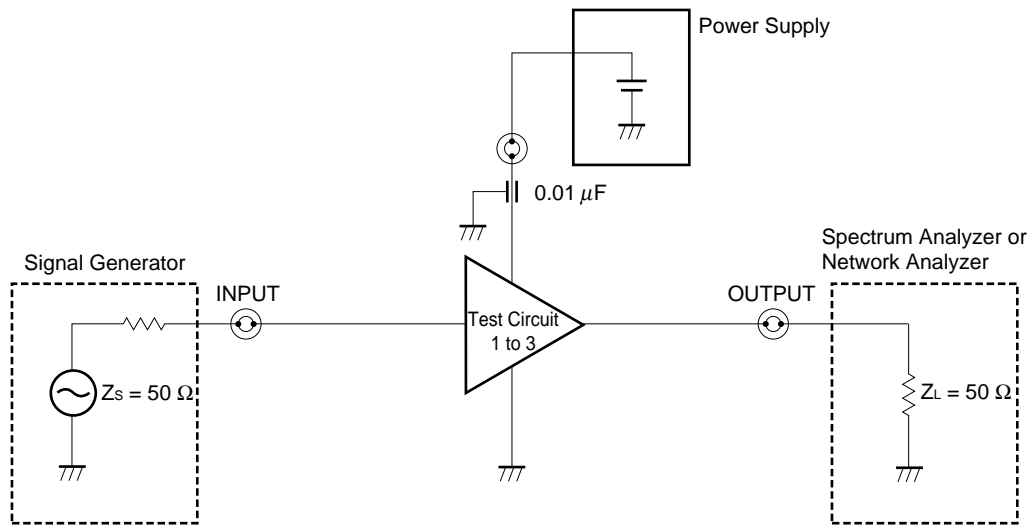 Power Supply
0.01 μF
Spectrum Analyzer or
Network Analyzer
Signal Generator
INPUT
OUTPUT
Test Circuit
1 to 3
ZS = 50 Ω
ZL = 50 Ω